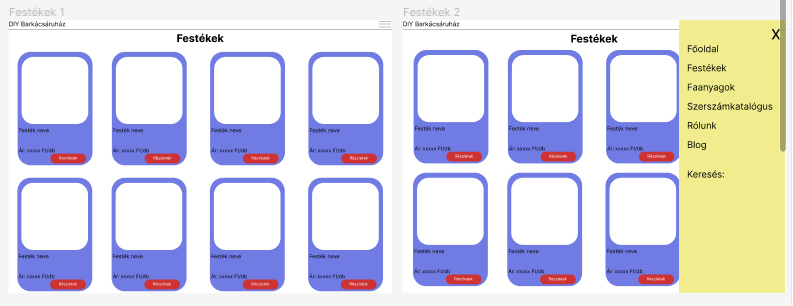 Festékek 1
DIY Barkácsáruház
Festékek
Festék neve
Festék neve
Festék neve
Festék neve
Ár: xxxxx Ft/db
Ár: xxxxx Ft/db
Ár: xxxxx Ft/db
Ár: xxxxx Ft/db
Részletek
Részletek
Részletek
Részletek
Festék neve
Festék neve
Festék neve
Festék neve
Ár: xxxxx Ft/db
Ár: xxxxx Ft/db
Ár: xxxxx Ft/db
Ár: xxxxx Ft/db
Részletek
Részletek
Részletek
Részletek
Festékek 2
DIY Barkácsáruház
Festékek
Festék neve
Festék neve
Festék neve
Ár: xxxxx Ft/db
Ár: xxxxx Ft/db
Ár: xxxxx Ft/db
Részletek
Részletek
Részletek
Festék neve
Festék neve
Festék neve
Ár: xxxxx Ft/db
Ár: xxxxx Ft/db
Ár: xxxxx Ft/db
Részletek
Részletek
Részletek
X
Főoldal
Festékek
Faanyagok
Szerszámkatalógus
Rólunk
Blog
Keresés: